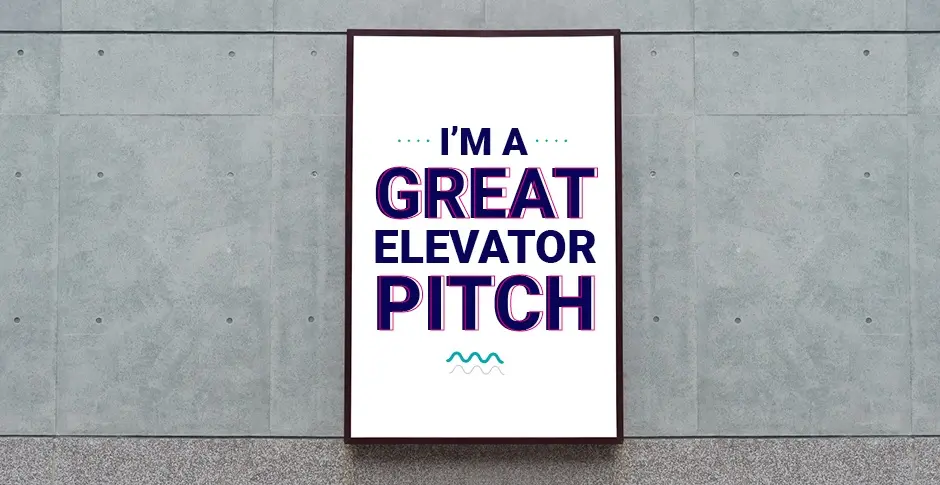 I'M A
GREAT
ELEVATOR
PITCH